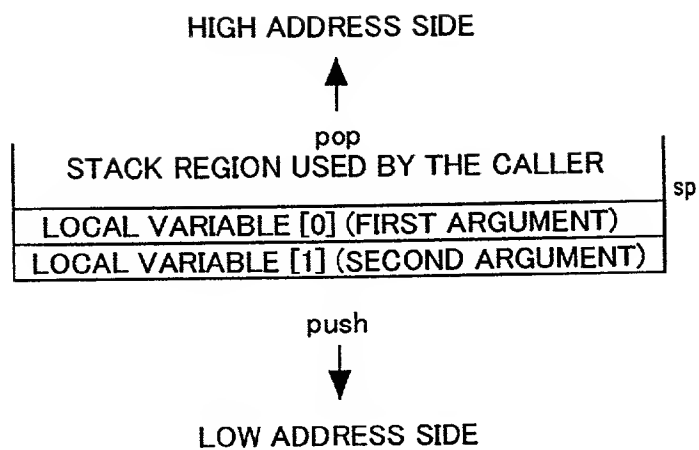 HIGH ADDRESS SIDE
pop
STACK REGION USED BY THE CALLER
sp
LOCAL VARIABLE [0] (FIRST ARGUMENT)
LOCAL VARIABLE [1] (SECOND ARGUMENT)
push
LOW ADDRESS SIDE